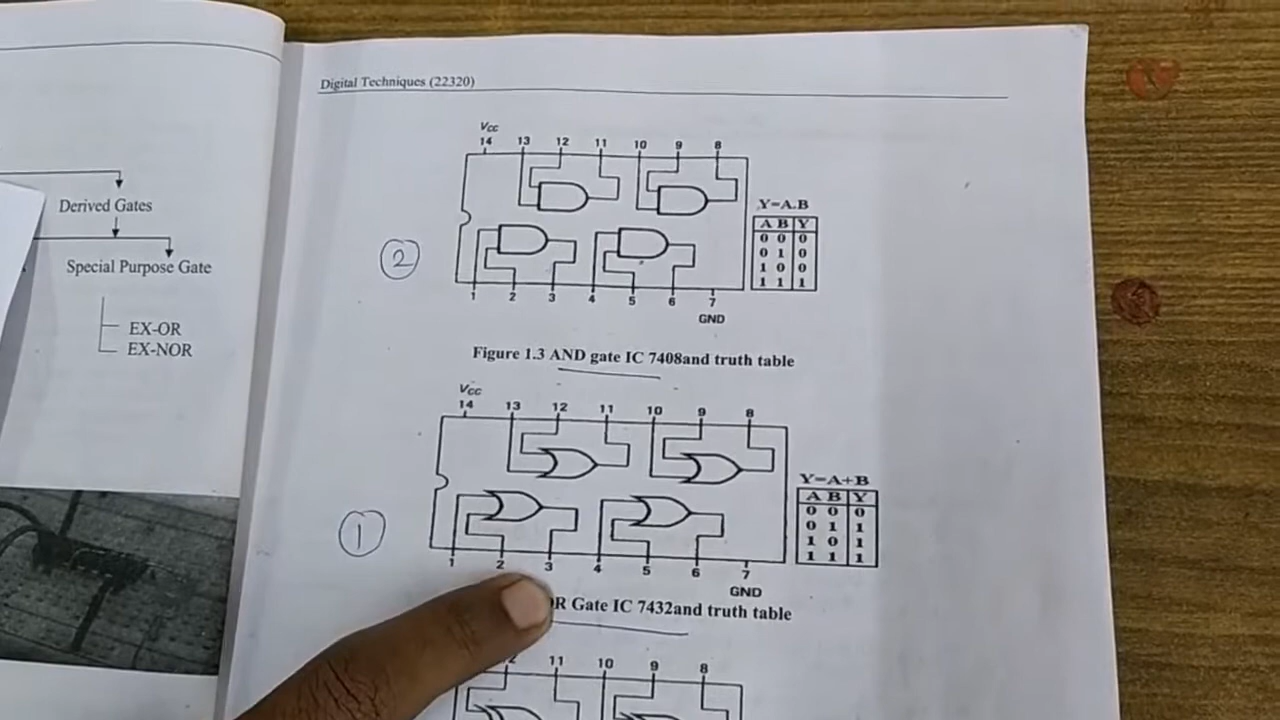 Derived Gates
Special Purpose Gate
EX-OR
EX-NOR
Digital Techniques (22320)
Vcc
14 13 12 11 10 9 8
Y=A.B
A B Y
0 0 0
0 1 0
1 0 0
1 1 1
2
1 2 3 4 5 6 7
GND
Figure 1.3 AND gate IC 7408and truth table
Vcc
14 13 12 11 10 9 8
Y=A+B
A B Y
0 0 0
0 1 1
1 0 1
1 1 1
1
1 2 3 4 5 6 7
GND
Gate IC 7432and truth table
11 10 9 8